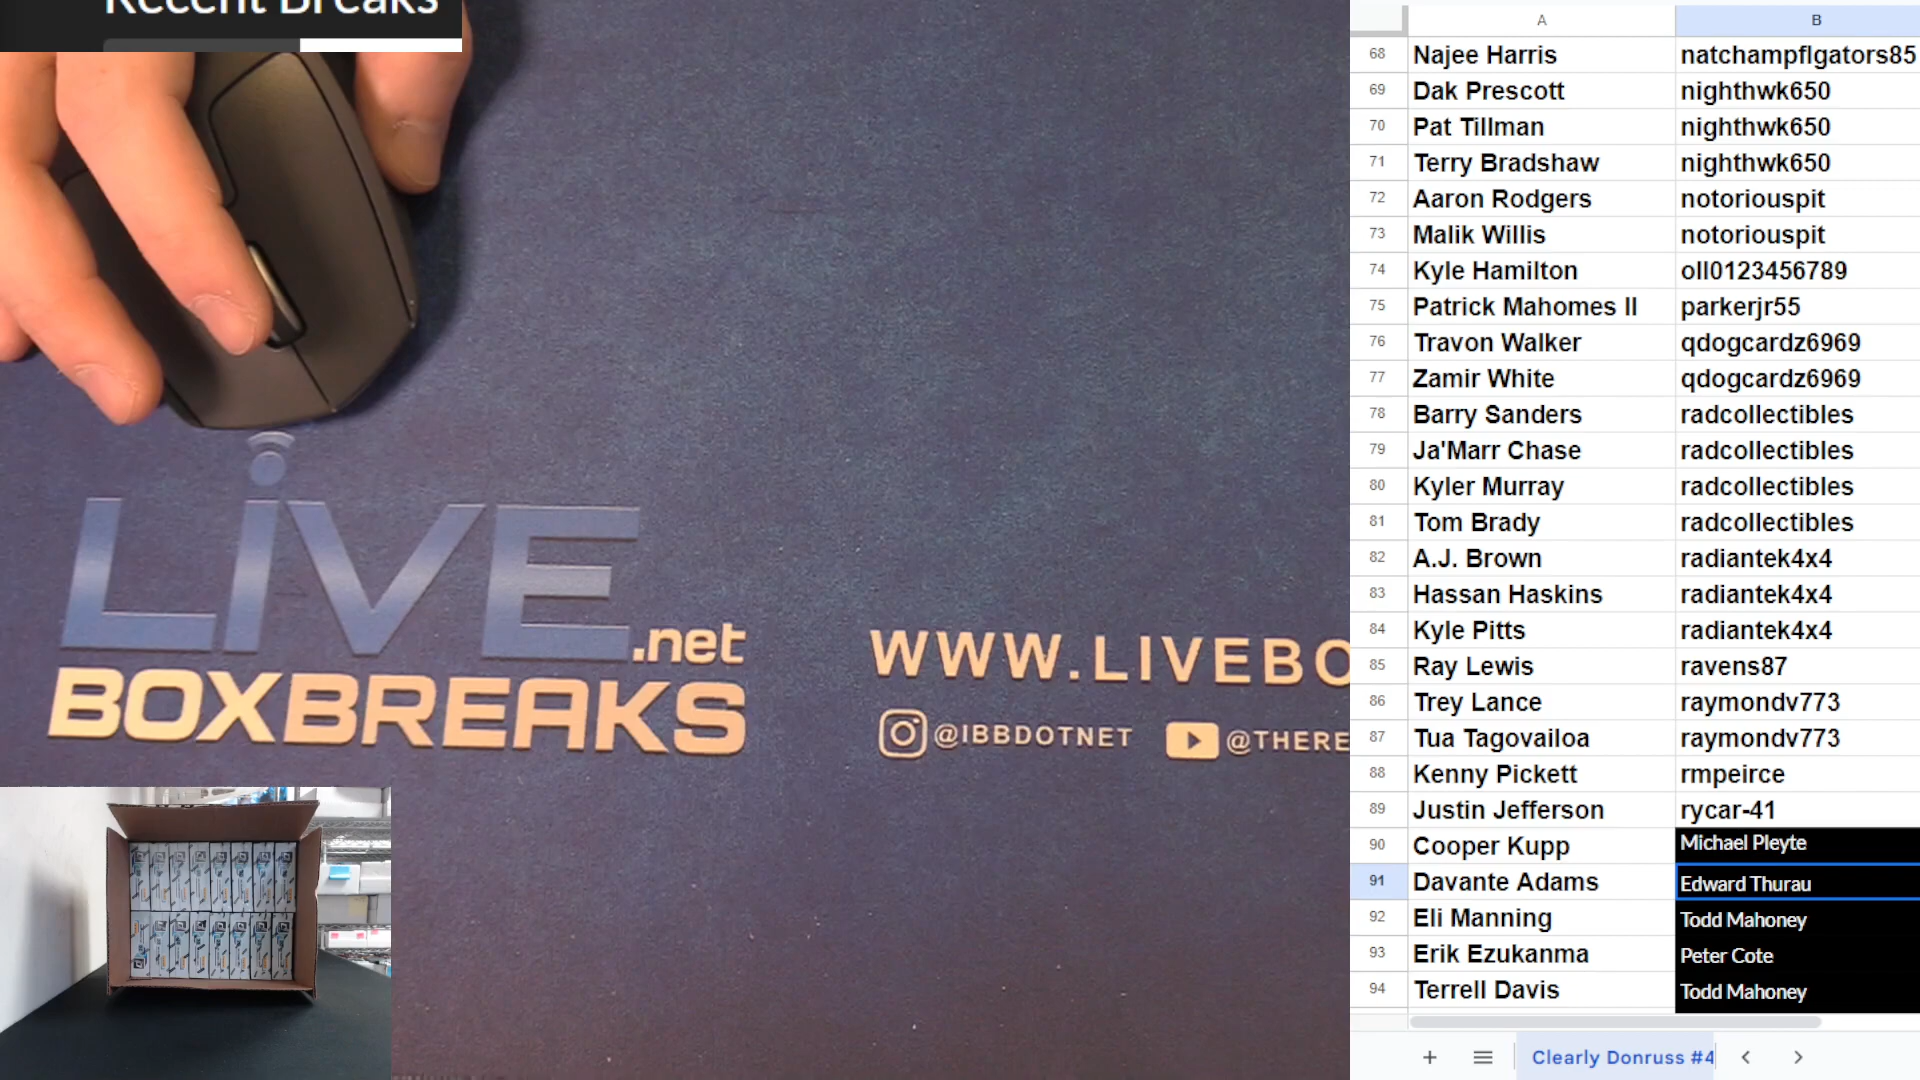 Recent Breaks
LIVE.net
BOXBREAKS
WWW.LIVEBO
@IBBDOTNET
@THERE
A B
68 Najee Harris natchampflgators85
69 Dak Prescott nighthwk650
70 Pat Tillman nighthwk650
71 Terry Bradshaw nighthwk650
72 Aaron Rodgers notoriouspit
73 Malik Willis notoriouspit
74 Kyle Hamilton oll0123456789
75 Patrick Mahomes II parkerjr55
76 Travon Walker qdogcardz6969
77 Zamir White qdogcardz6969
78 Barry Sanders radcollectibles
79 Ja'Marr Chase radcollectibles
80 Kyler Murray radcollectibles
81 Tom Brady radcollectibles
82 A.J. Brown radiantek4x4
83 Hassan Haskins radiantek4x4
84 Kyle Pitts radiantek4x4
85 Ray Lewis ravens87
86 Trey Lance raymondv773
87 Tua Tagovailoa raymondv773
88 Kenny Pickett rmpeirce
89 Justin Jefferson rycar-41
90 Cooper Kupp Michael Pleyte
91 Davante Adams Edward Thurau
92 Eli Manning Todd Mahoney
93 Erik Ezukanma Peter Cote
94 Terrell Davis Todd Mahoney
Clearly Donruss #4